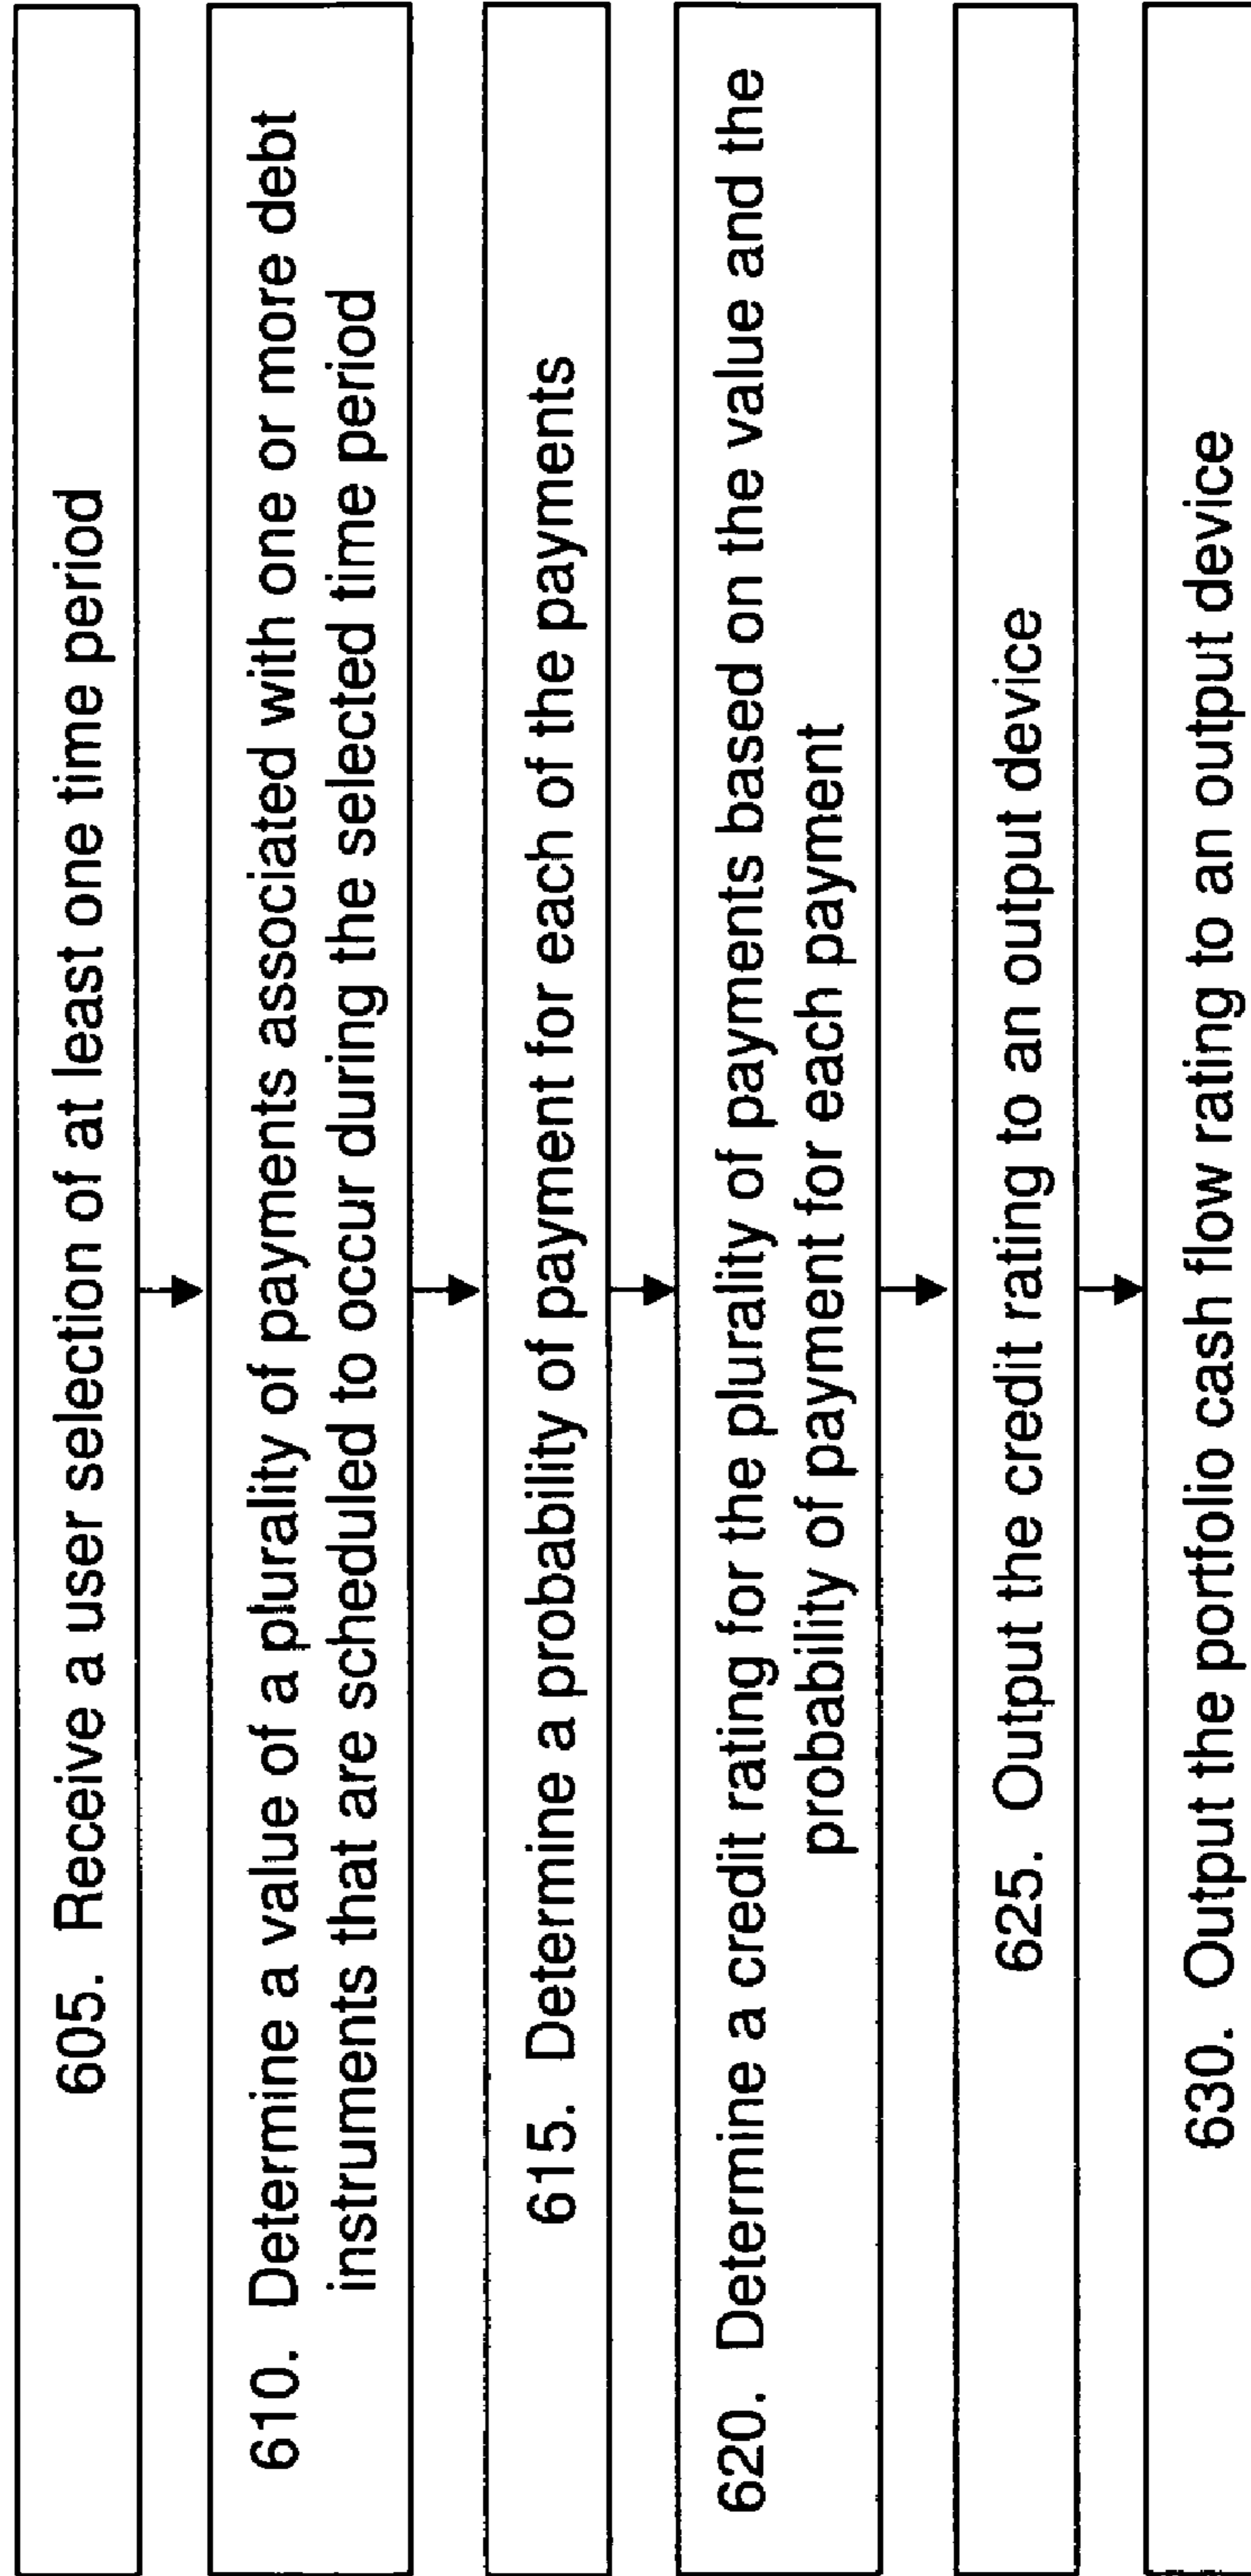 605. Receive a user selection of at least one time period
610. Determine a value of a plurality of payments associated with one or more debt
instruments that are scheduled to occur during the selected time period
615. Determine a probability of payment for each of the payments
620. Determine a credit rating for the plurality of payments based on the value and the
probability of payment for each payment
625. Output the credit rating to an output device
630. Output the portfolio cash flow rating to an output device